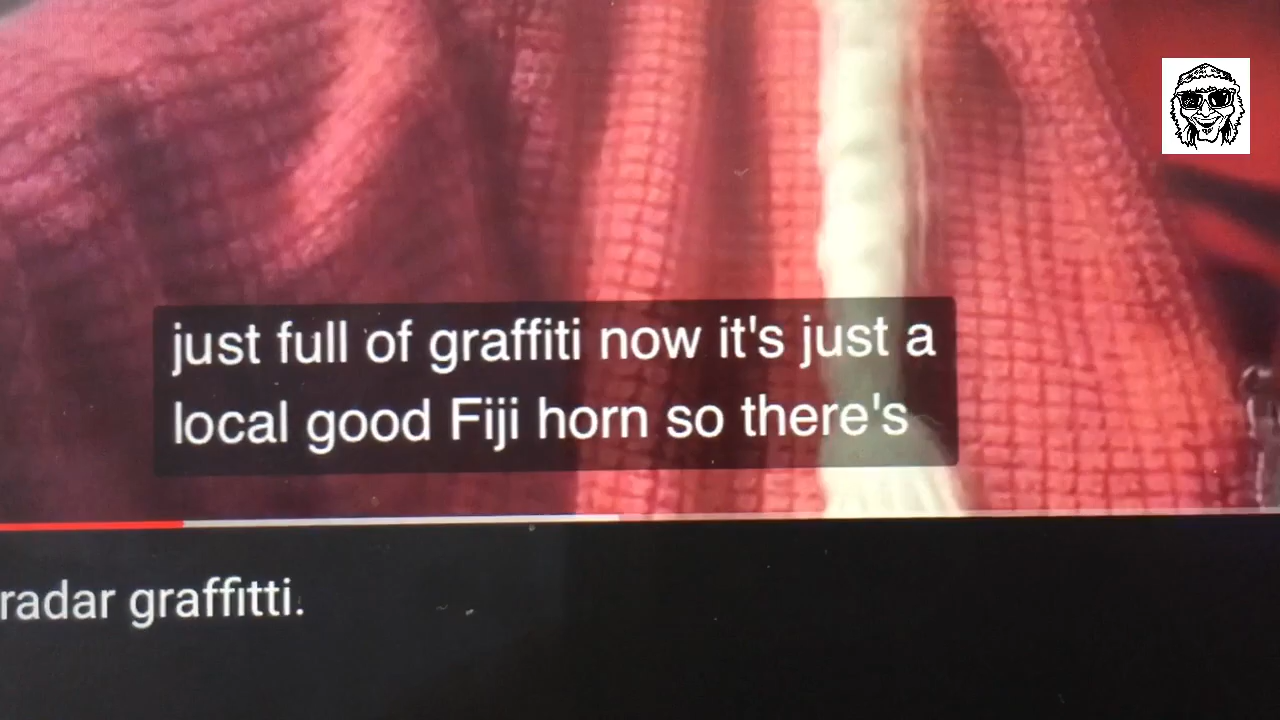 just full of graffiti now it's just a
local good Fiji horn so there's
radar graffitti.